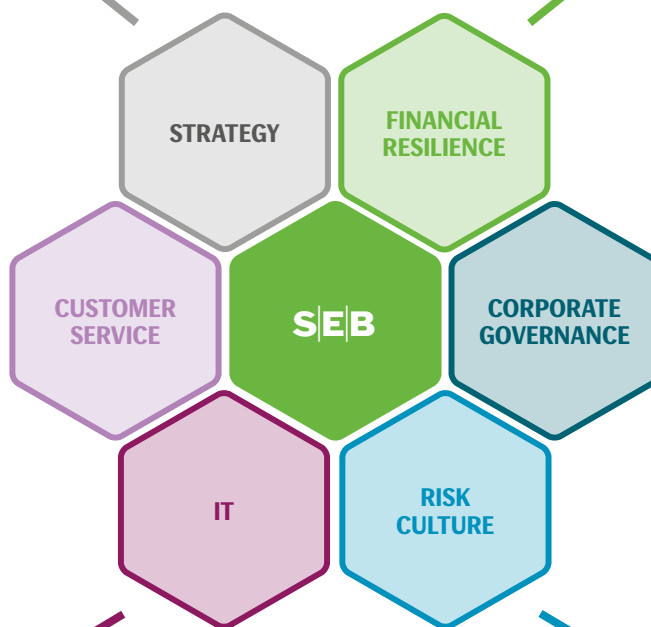 STRATEGY
FINANCIAL
RESILIENCE
CUSTOMER
SERVICE
S|E|B
CORPORATE
GOVERNANCE
IT
RISK
CULTURE